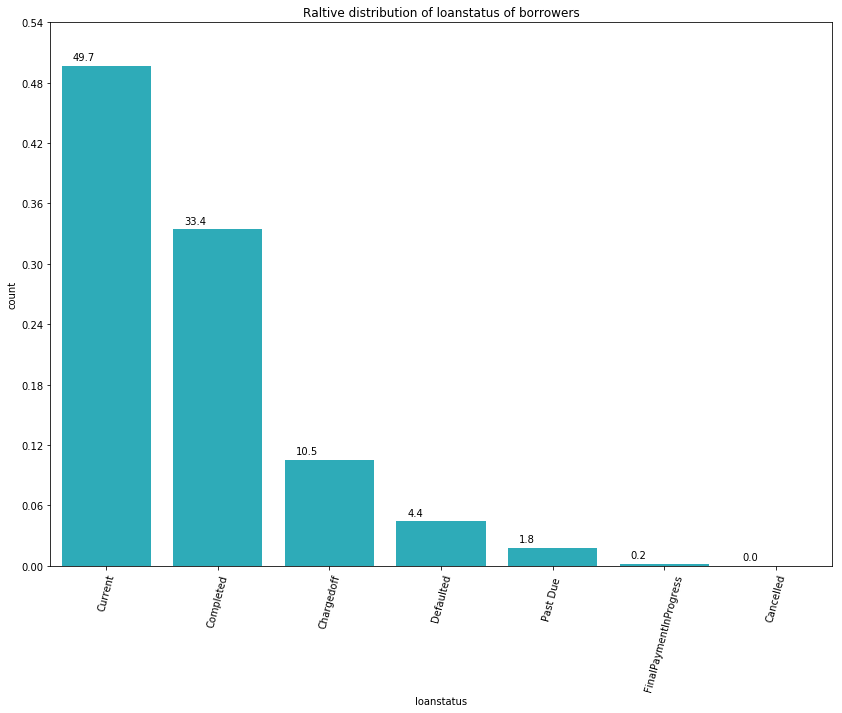 Raltive distribution of loanstatus of borrowers
0.54
0.48
0.42
0.36
0.30
0.24
0.18
0.12
0.06
0.00
count
49.7
33.4
10.5
4.4
1.8
0.2
0.0
Current
Completed
Chargedoff
Defaulted
Past Due
FinalPaymentInProgress
Cancelled
loanstatus